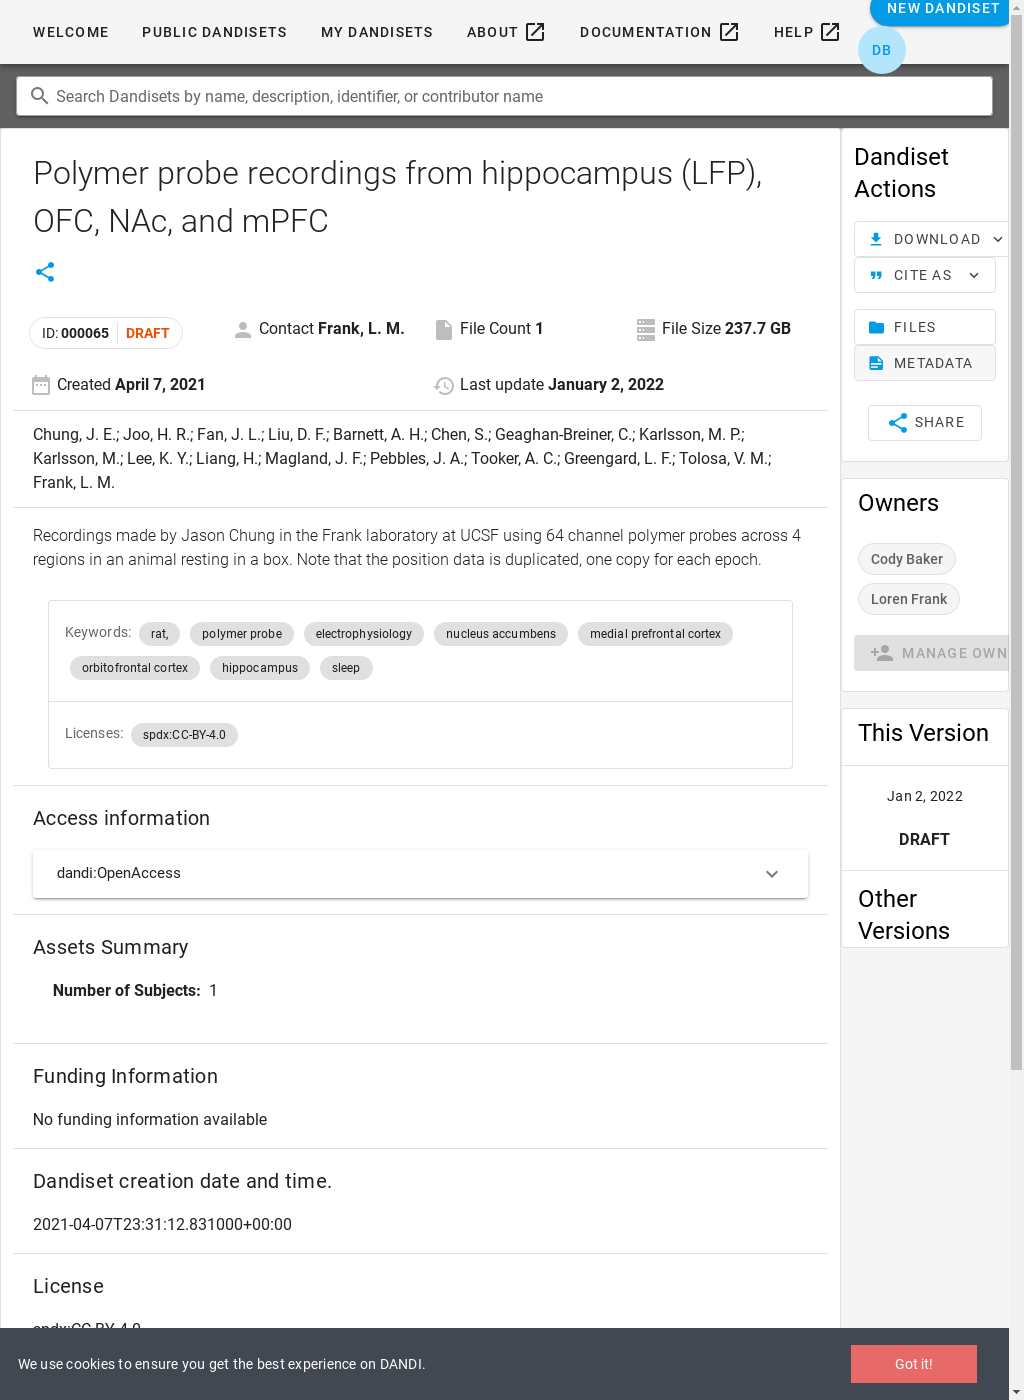 WELCOME PUBLIC DANDISETS MY DANDISETS ABOUT DOCUMENTATION HELP NEW DANDISET
DB
Search Dandisets by name, description, identifier, or contributor name
Polymer probe recordings from hippocampus (LFP),
OFC, NAc, and mPFC
ID: 000065 DRAFT
Contact Frank, L. M.
File Count 1
File Size 237.7 GB
Created April 7, 2021
Last update January 2, 2022
Chung, J. E.; Joo, H. R.; Fan, J. L.; Liu, D. F.; Barnett, A. H.; Chen, S.; Geaghan-Breiner, C.; Karlsson, M. P.;
Karlsson, M.; Lee, K. Y.; Liang, H.; Magland, J. F.; Pebbles, J. A.; Tooker, A. C.; Greengard, L. F.; Tolosa, V. M.;
Frank, L. M.
Recordings made by Jason Chung in the Frank laboratory at UCSF using 64 channel polymer probes across 4
regions in an animal resting in a box. Note that the position data is duplicated, one copy for each epoch.
Keywords: rat, polymer probe electrophysiology nucleus accumbens medial prefrontal cortex
orbitofrontal cortex hippocampus sleep
Licenses: spdx:CC-BY-4.0
Access information
dandi:OpenAccess
Assets Summary
Number of Subjects: 1
Funding Information
No funding information available
Dandiset creation date and time.
2021-04-07T23:31:12.831000+00:00
License
spdx:CC-BY-4.0
Dandiset
Actions
DOWNLOAD
CITE AS
FILES
METADATA
SHARE
Owners
Cody Baker
Loren Frank
MANAGE OWN
This Version
Jan 2, 2022
DRAFT
Other
Versions
We use cookies to ensure you get the best experience on DANDI.
Got it!